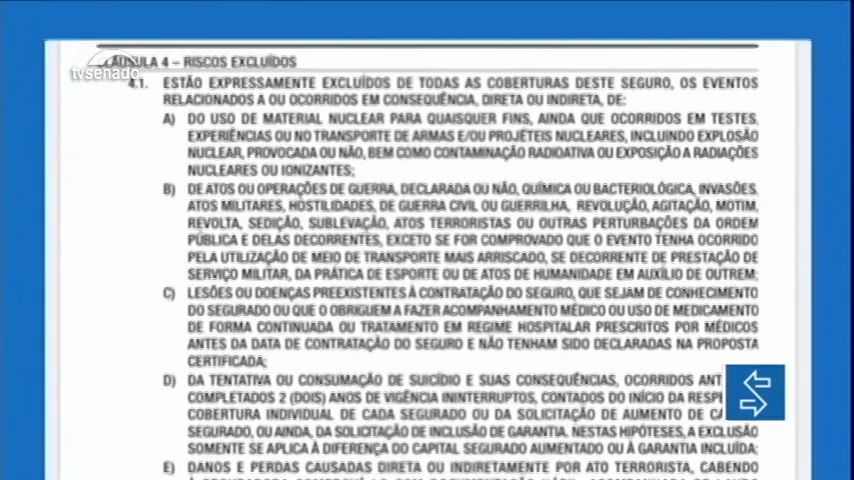 CLÁUSULA 4 – RISCOS EXCLUÍDOS
tvsenado
4.1. ESTÃO EXPRESSAMENTE EXCLUÍDOS DE TODAS AS COBERTURAS DESTE SEGURO, OS EVENTOS
RELACIONADOS A OU OCORRIDOS EM CONSEQUÊNCIA, DIRETA OU INDIRETA, DE:
A) DO USO DE MATERIAL NUCLEAR PARA QUAISQUER FINS, AINDA QUE OCORRIDOS EM TESTES,
EXPERIÊNCIAS OU NO TRANSPORTE DE ARMAS E/OU PROJÉTEIS NUCLEARES, INCLUINDO EXPLOSÃO
NUCLEAR, PROVOCADA OU NÃO, BEM COMO CONTAMINAÇÃO RADIOATIVA OU EXPOSIÇÃO A RADIAÇÕES
NUCLEARES OU IONIZANTES;
B) DE ATOS OU OPERAÇÕES DE GUERRA, DECLARADA OU NÃO, QUÍMICA OU BACTERIOLÓGICA, INVASÕES,
ATOS MILITARES, HOSTILIDADES, DE GUERRA CIVIL OU GUERRILHA, REVOLUÇÃO, AGITAÇÃO, MOTIM,
REVOLTA, SEDIÇÃO, SUBLEVAÇÃO, ATOS TERRORISTAS OU OUTRAS PERTURBAÇÕES DA ORDEM
PÚBLICA E DELAS DECORRENTES, EXCETO SE FOR COMPROVADO QUE O EVENTO TENHA OCORRIDO
PELA UTILIZAÇÃO DE MEIO DE TRANSPORTE MAIS ARRISCADO, SE DECORRENTE DE PRESTAÇÃO DE
SERVIÇO MILITAR, DA PRÁTICA DE ESPORTE OU DE ATOS DE HUMANIDADE EM AUXÍLIO DE OUTREM;
C) LESÕES OU DOENÇAS PREEXISTENTES À CONTRATAÇÃO DO SEGURO, QUE SEJAM DE CONHECIMENTO
DO SEGURADO OU QUE O OBRIGUEM A FAZER ACOMPANHAMENTO MÉDICO OU USO DE MEDICAMENTO
DE FORMA CONTINUADA OU TRATAMENTO EM REGIME HOSPITALAR PRESCRITOS POR MÉDICOS
ANTES DA DATA DE CONTRATAÇÃO DO SEGURO E NÃO TENHAM SIDO DECLARADAS NA PROPOSTA
CERTIFICADA;
D) DA TENTATIVA OU CONSUMAÇÃO DE SUICÍDIO E SUAS CONSEQUÊNCIAS, OCORRIDOS ANT
COMPLETADOS 2 (DOIS) ANOS DE VIGÊNCIA ININTERRUPTOS, CONTADOS DO INÍCIO DA RESP
COBERTURA INDIVIDUAL DE CADA SEGURADO OU DA SOLICITAÇÃO DE AUMENTO DE CA
SEGURADO, OU AINDA, DA SOLICITAÇÃO DE INCLUSÃO DE GARANTIA. NESTAS HIPÓTESES, A EXCLUSÃO
SOMENTE SE APLICA À DIFERENÇA DO CAPITAL SEGURADO AUMENTADO OU À GARANTIA INCLUÍDA;
E) DANOS E PERDAS CAUSADAS DIRETA OU INDIRETAMENTE POR ATO TERRORISTA, CABENDO